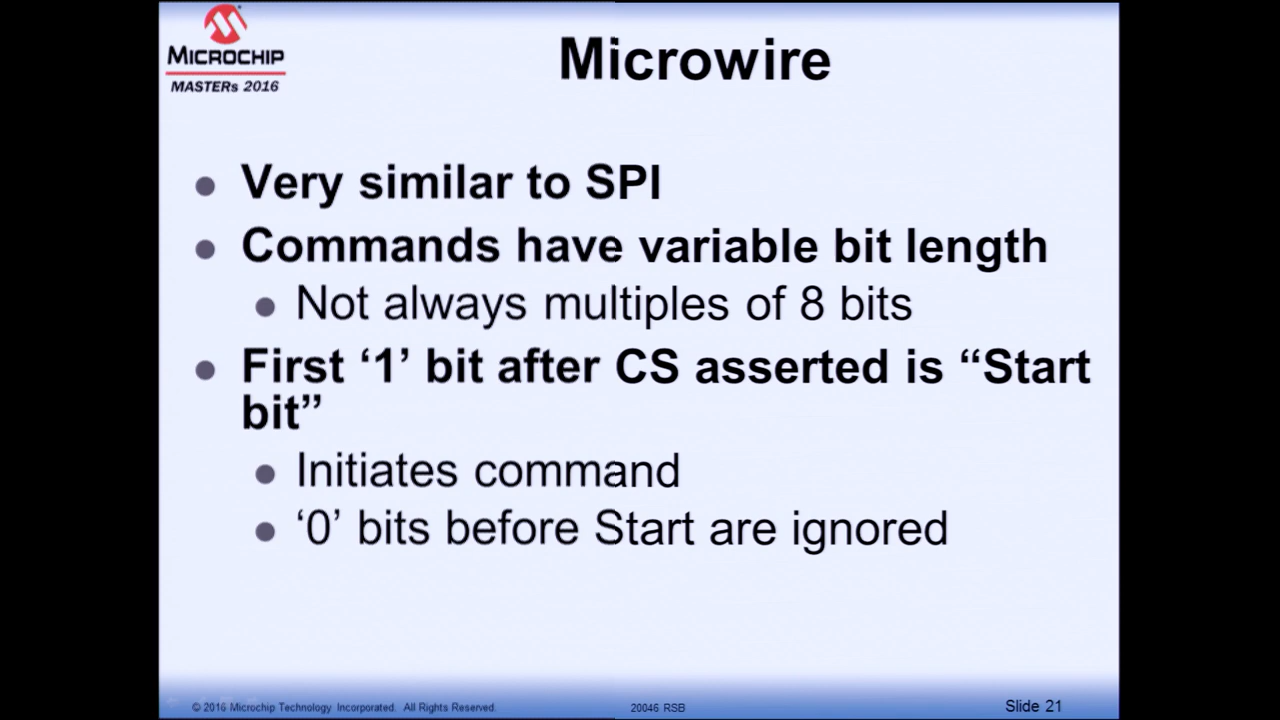 MICROCHIP
MASTERs 2016
Microwire
Very similar to SPI
Commands have variable bit length
Not always multiples of 8 bits
First ‘1’ bit after CS asserted is “Start
bit”
Initiates command
‘0’ bits before Start are ignored
© 2016 Microchip Technology Incorporated. All Rights Reserved.
20046 RSB
Slide 21